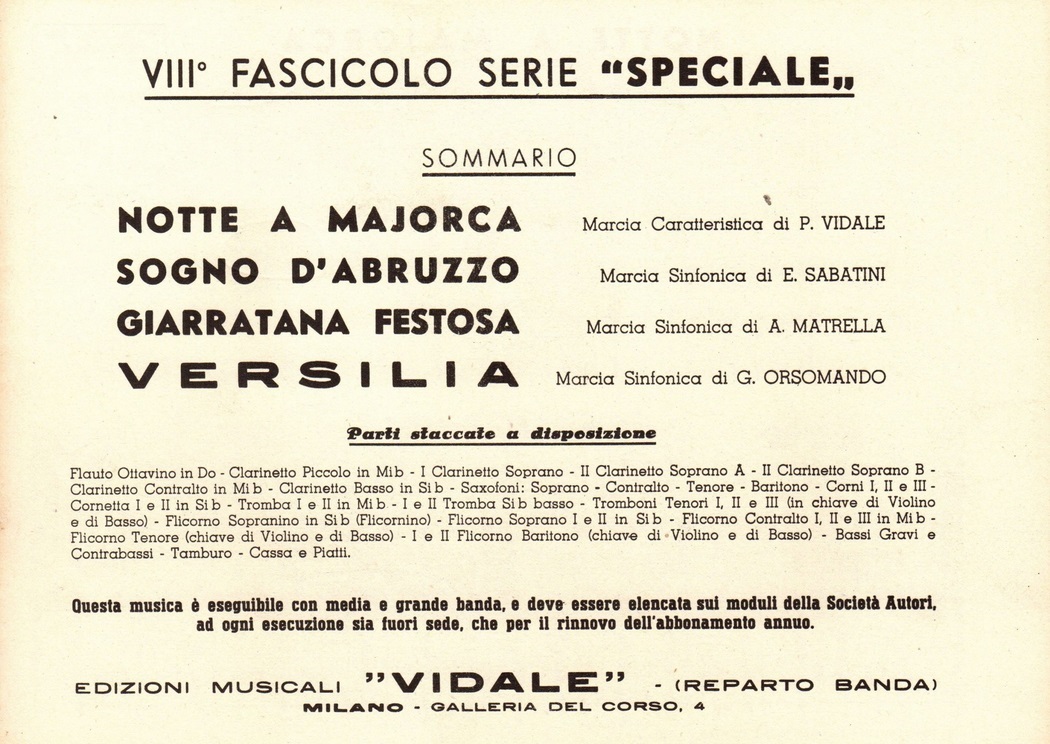 VIII° FASCICOLO SERIE “SPECIALE„
SOMMARIO
NOTTE A MAJORCA Marcia Caratteristica di P. VIDALE
SOGNO D'ABRUZZO Marcia Sinfonica di E. SABATINI
GIARRATANA FESTOSA Marcia Sinfonica di A. MATRELLA
VERSILIA Marcia Sinfonica di G. ORSOMANDO
Parti staccate a disposizione
Flauto Ottavino in Do - Clarinetto Piccolo in Mib - I Clarinetto Soprano - II Clarinetto Soprano A - II Clarinetto Soprano B -
Clarinetto Contralto in Mib - Clarinetto Basso in Sib - Saxofoni: Soprano - Contralto - Tenore - Baritono - Corni I, II e III -
Cornetta I e II in Sib - Tromba I e II in Mib - I e II Tromba Sib basso - Tromboni Tenori I, II e III (in chiave di Violino
e di Basso) - Flicorno Sopranino in Sib (Flicornino) - Flicorno Soprano I e II in Sib - Flicorno Contralto I, II e III in Mib -
Flicorno Tenore (chiave di Violino e di Basso) - I e II Flicorno Baritono (chiave di Violino e di Basso) - Bassi Gravi e
Contrabassi - Tamburo - Cassa e Piatti.
Questa musica è eseguibile con media e grande banda, e deve essere elencata sui moduli della Società Autori,
ad ogni esecuzione sia fuori sede, che per il rinnovo dell'abbonamento annuo.
EDIZIONI MUSICALI ”VIDALE” - (REPARTO BANDA)
MILANO - GALLERIA DEL CORSO, 4